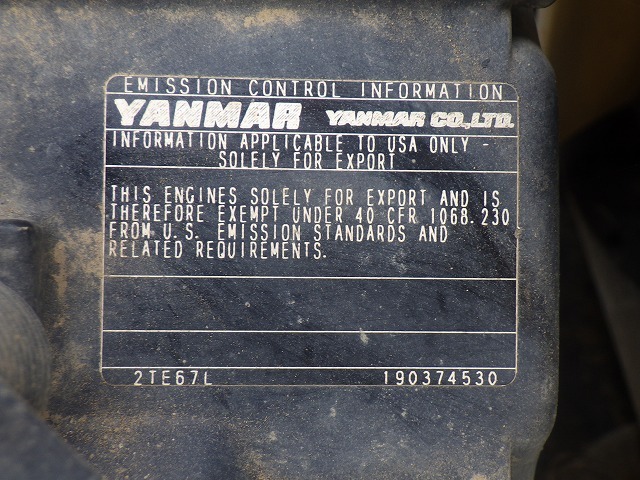 EMISSION CONTROL INFORMATION
YANMAR YANMAR CO.,LTD.
INFORMATION APPLICABLE TO USA ONLY -
SOLELY FOR EXPORT
THIS ENGINES SOLELY FOR EXPORT AND IS
THEREFORE EXEMPT UNDER 40 CFR 1068.230
FROM U.S. EMISSION STANDARDS AND
RELATED REQUIREMENTS.
2TE67L 190374530